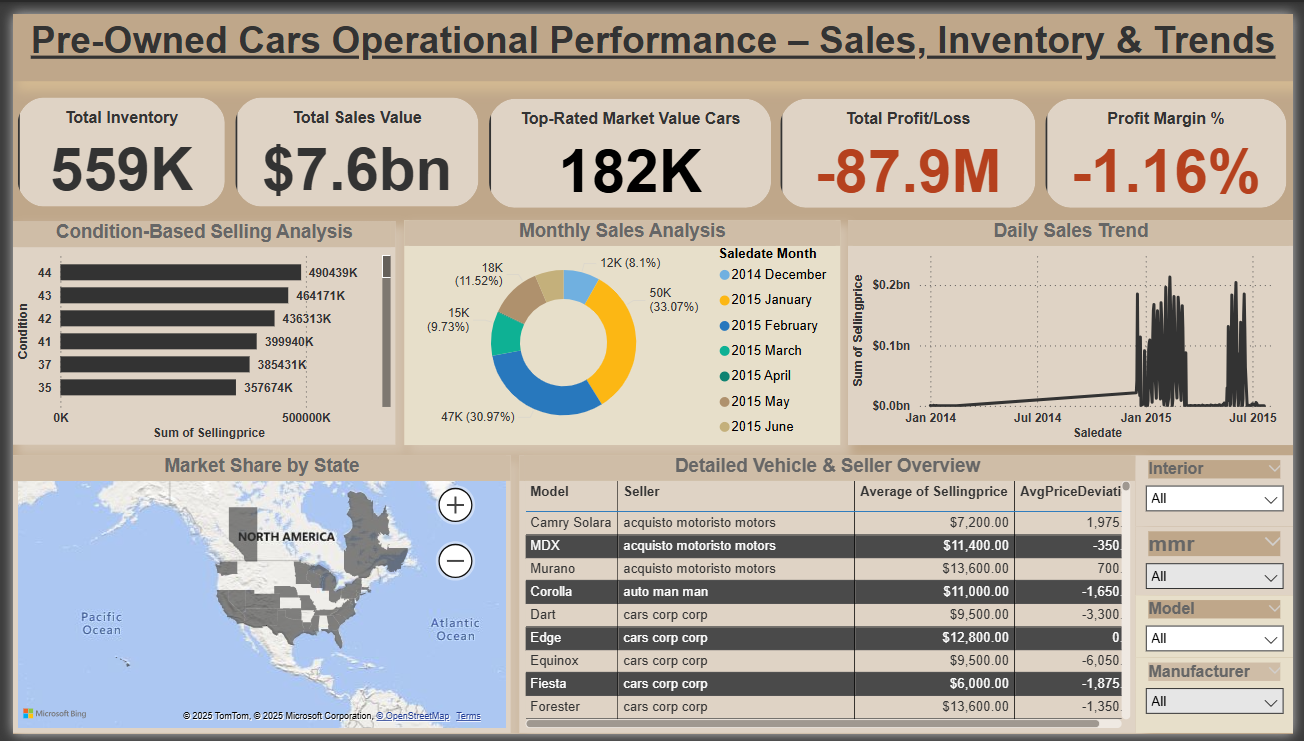 Pre-Owned Cars Operational Performance – Sales, Inventory & Trends
Total Inventory
559K
Total Sales Value
$7.6bn
Top-Rated Market Value Cars
182K
Total Profit/Loss
-87.9M
Profit Margin %
-1.16%
Condition-Based Selling Analysis
Condition
44 490439K
43 464171K
42 436313K
41 399940K
37 385431K
35 357674K
0K 500000K
Sum of Sellingprice
Monthly Sales Analysis
12K (8.1%)
50K
(33.07%)
47K (30.97%)
15K
(9.73%)
18K
(11.52%)
Saledate Month
2014 December
2015 January
2015 February
2015 March
2015 April
2015 May
2015 June
Daily Sales Trend
Sum of Sellingprice
$0.2bn
$0.1bn
$0.0bn
Jan 2014 Jul 2014 Jan 2015 Jul 2015
Saledate
Market Share by State
NORTH AMERICA
Pacific
Ocean
Atlantic
Ocean
Microsoft Bing
© 2025 TomTom, © 2025 Microsoft Corporation, © OpenStreetMap Terms
Detailed Vehicle & Seller Overview
Model Seller Average of Sellingprice AvgPriceDeviati
Camry Solara acquisto motoristo motors $7,200.00 1,975.
MDX acquisto motoristo motors $11,400.00 -350.
Murano acquisto motoristo motors $13,600.00 700.
Corolla auto man man $11,000.00 -1,650.
Dart cars corp corp $9,500.00 -3,300.
Edge cars corp corp $12,800.00 0.
Equinox cars corp corp $9,500.00 -6,050.
Fiesta cars corp corp $6,000.00 -1,875.
Forester cars corp corp $13,600.00 -1,350.
Interior
All
mmr
All
Model
All
Manufacturer
All